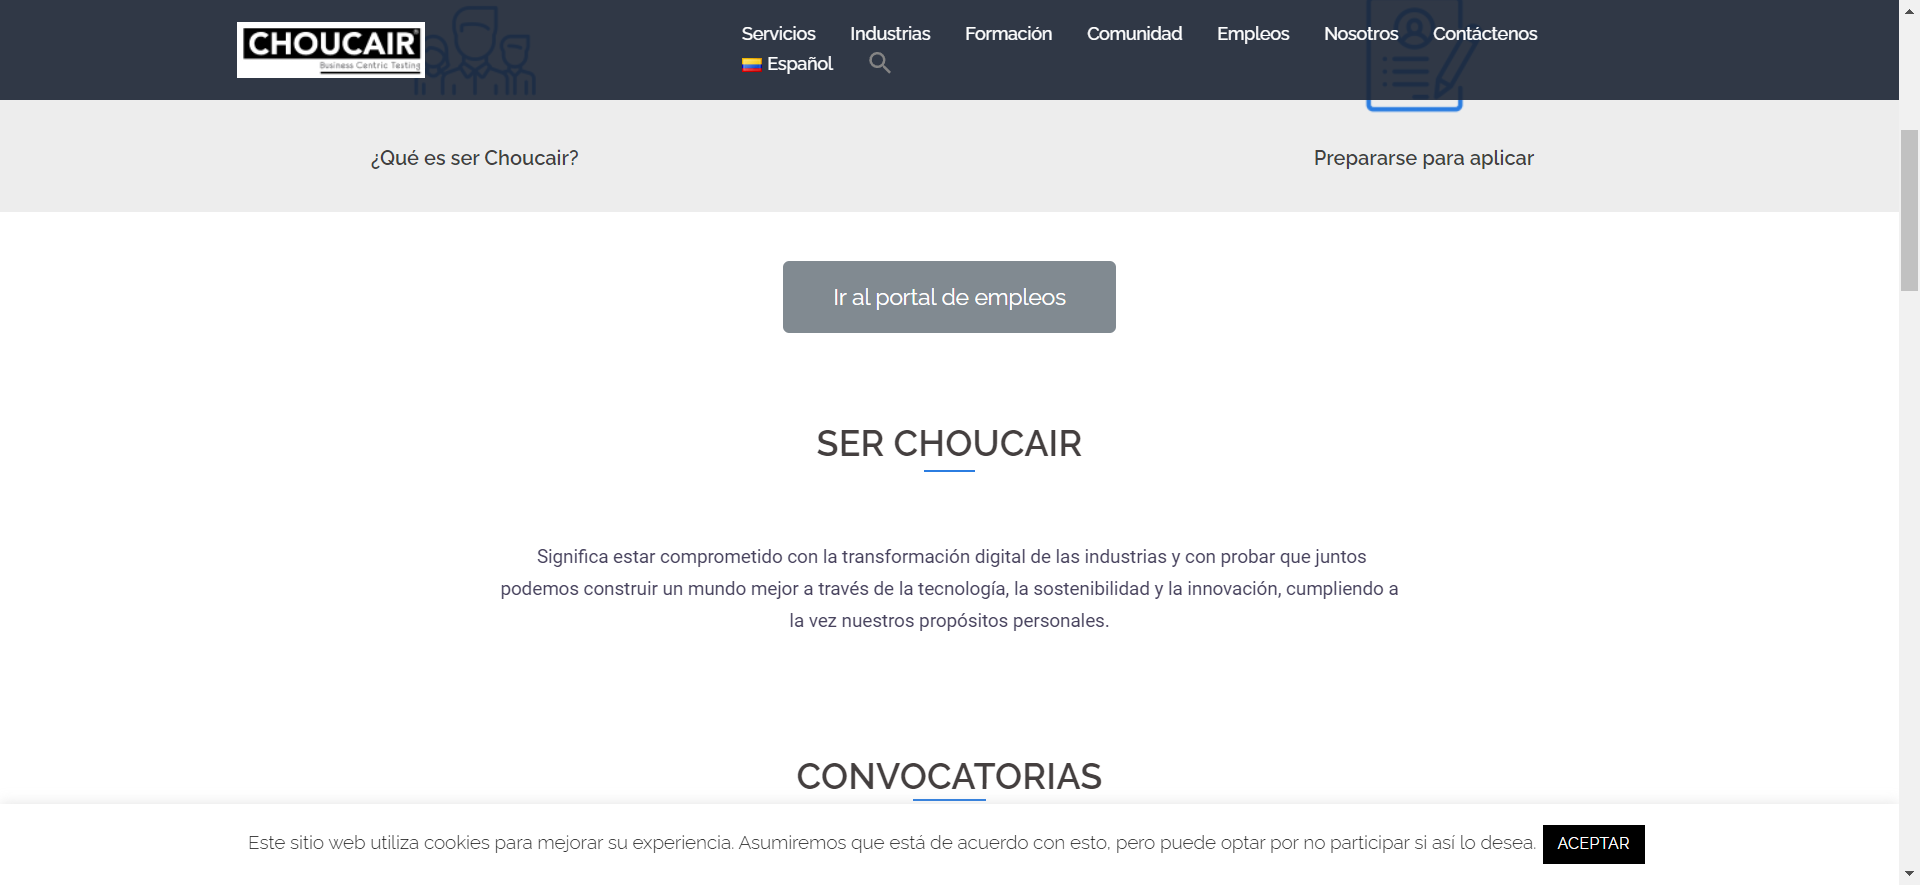 CHOUCAIR
Business Centric Testing
Servicios Industrias Formación Comunidad Empleos Nosotros Contáctenos
Español
¿Qué es ser Choucair?
Prepararse para aplicar
Ir al portal de empleos
SER CHOUCAIR
Significa estar comprometido con la transformación digital de las industrias y con probar que juntos
podemos construir un mundo mejor a través de la tecnología, la sostenibilidad y la innovación, cumpliendo a
la vez nuestros propósitos personales.
CONVOCATORIAS
Este sitio web utiliza cookies para mejorar su experiencia. Asumiremos que está de acuerdo con esto, pero puede optar por no participar si así lo desea. ACEPTAR